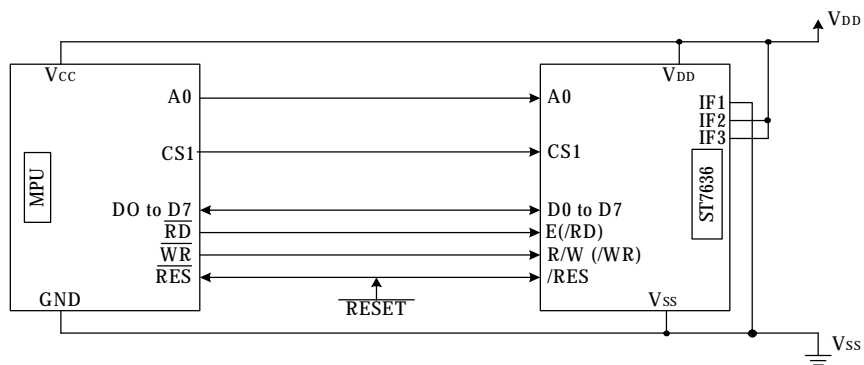 VDD
VCC
VDD
A0
A0
IF1
IF2
IF3
CS1
CS1
MPU
ST7636
DO to D7
D0 to D7
RD
E(/RD)
WR
R/W (/WR)
RES
/RES
GND
RESET
VSS
VSS